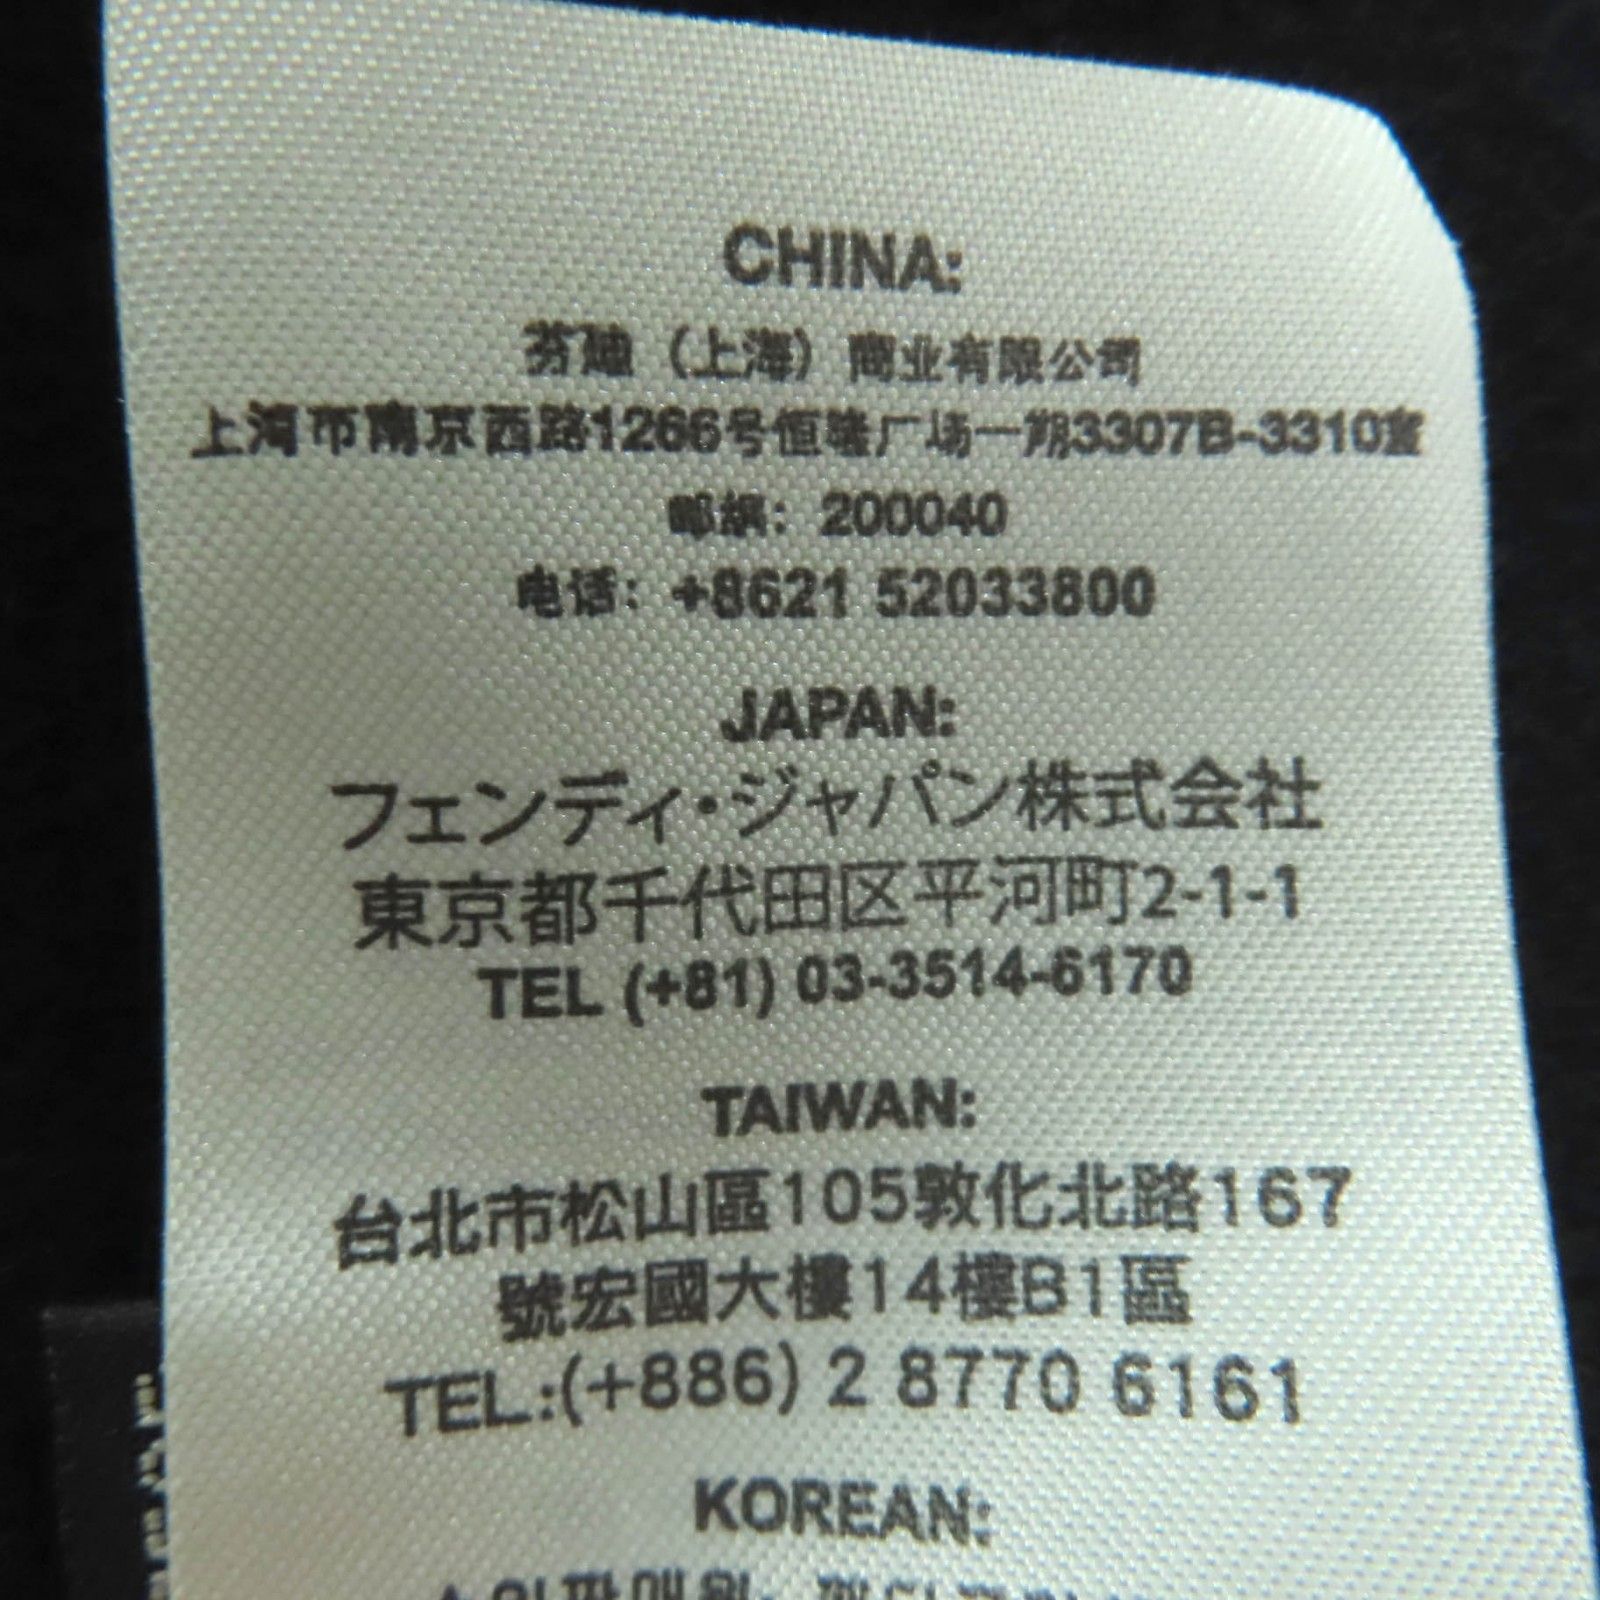 CHINA:
芬迪（上海）商业有限公司
上海市南京西路1266号恒隆广场一期3307B-3310室
邮编：200040
电话：+8621 52033800
JAPAN:
フェンディ・ジャパン株式会社
東京都千代田区平河町2-1-1
TEL (+81) 03-3514-6170
TAIWAN:
台北市松山區105敦化北路167
號宏國大樓14樓B1區
TEL:(+886) 2 8770 6161
KOREAN: